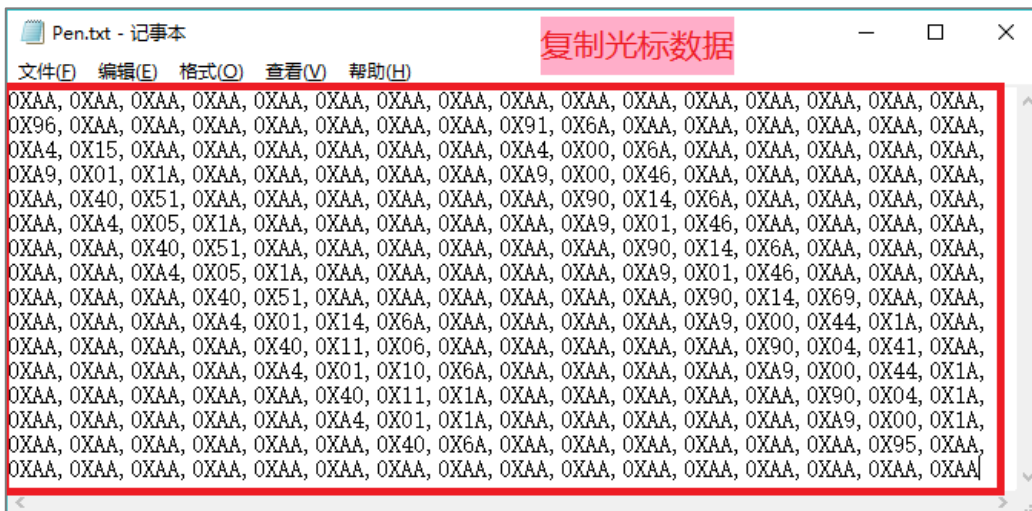 Pen.txt - 记事本
复制光标数据
文件(F) 编辑(E) 格式(O) 查看(V) 帮助(H)
0XAA, 0XAA, 0XAA, 0XAA, 0XAA, 0XAA, 0XAA, 0XAA, 0XAA, 0XAA, 0XAA, 0XAA, 0XAA, 0XAA, 0XAA, 0XAA,
0X96, 0XAA, 0XAA, 0XAA, 0XAA, 0XAA, 0XAA, 0XAA, 0X91, 0X6A, 0XAA, 0XAA, 0XAA, 0XAA, 0XAA, 0XAA,
0XA4, 0X15, 0XAA, 0XAA, 0XAA, 0XAA, 0XAA, 0XAA, 0XA4, 0X00, 0X6A, 0XAA, 0XAA, 0XAA, 0XAA, 0XAA,
0XA9, 0X01, 0X1A, 0XAA, 0XAA, 0XAA, 0XAA, 0XAA, 0XA9, 0X00, 0X46, 0XAA, 0XAA, 0XAA, 0XAA, 0XAA,
0XAA, 0X40, 0X51, 0XAA, 0XAA, 0XAA, 0XAA, 0XAA, 0XAA, 0X90, 0X14, 0X6A, 0XAA, 0XAA, 0XAA, 0XAA,
0XAA, 0XA4, 0X05, 0X1A, 0XAA, 0XAA, 0XAA, 0XAA, 0XAA, 0XA9, 0X01, 0X46, 0XAA, 0XAA, 0XAA, 0XAA,
0XAA, 0XAA, 0X40, 0X51, 0XAA, 0XAA, 0XAA, 0XAA, 0XAA, 0XAA, 0X90, 0X14, 0X6A, 0XAA, 0XAA, 0XAA,
0XAA, 0XAA, 0XA4, 0X05, 0X1A, 0XAA, 0XAA, 0XAA, 0XAA, 0XAA, 0XA9, 0X01, 0X46, 0XAA, 0XAA, 0XAA,
0XAA, 0XAA, 0XAA, 0X40, 0X51, 0XAA, 0XAA, 0XAA, 0XAA, 0XAA, 0XAA, 0X90, 0X14, 0X69, 0XAA, 0XAA,
0XAA, 0XAA, 0XAA, 0XA4, 0X01, 0X14, 0X6A, 0XAA, 0XAA, 0XAA, 0XAA, 0XA9, 0X00, 0X44, 0X1A, 0XAA,
0XAA, 0XAA, 0XAA, 0XAA, 0X40, 0X11, 0X06, 0XAA, 0XAA, 0XAA, 0XAA, 0XAA, 0X90, 0X04, 0X41, 0XAA,
0XAA, 0XAA, 0XAA, 0XAA, 0XA4, 0X01, 0X10, 0X6A, 0XAA, 0XAA, 0XAA, 0XAA, 0XA9, 0X00, 0X44, 0X1A,
0XAA, 0XAA, 0XAA, 0XAA, 0XAA, 0X40, 0X11, 0X1A, 0XAA, 0XAA, 0XAA, 0XAA, 0XAA, 0X90, 0X04, 0X1A,
0XAA, 0XAA, 0XAA, 0XAA, 0XAA, 0XA4, 0X01, 0X1A, 0XAA, 0XAA, 0XAA, 0XAA, 0XAA, 0XA9, 0X00, 0X1A,
0XAA, 0XAA, 0XAA, 0XAA, 0XAA, 0XAA, 0X40, 0X6A, 0XAA, 0XAA, 0XAA, 0XAA, 0XAA, 0XAA, 0X95, 0XAA,
0XAA, 0XAA, 0XAA, 0XAA, 0XAA, 0XAA, 0XAA, 0XAA, 0XAA, 0XAA, 0XAA, 0XAA, 0XAA, 0XAA, 0XAA, 0XAA